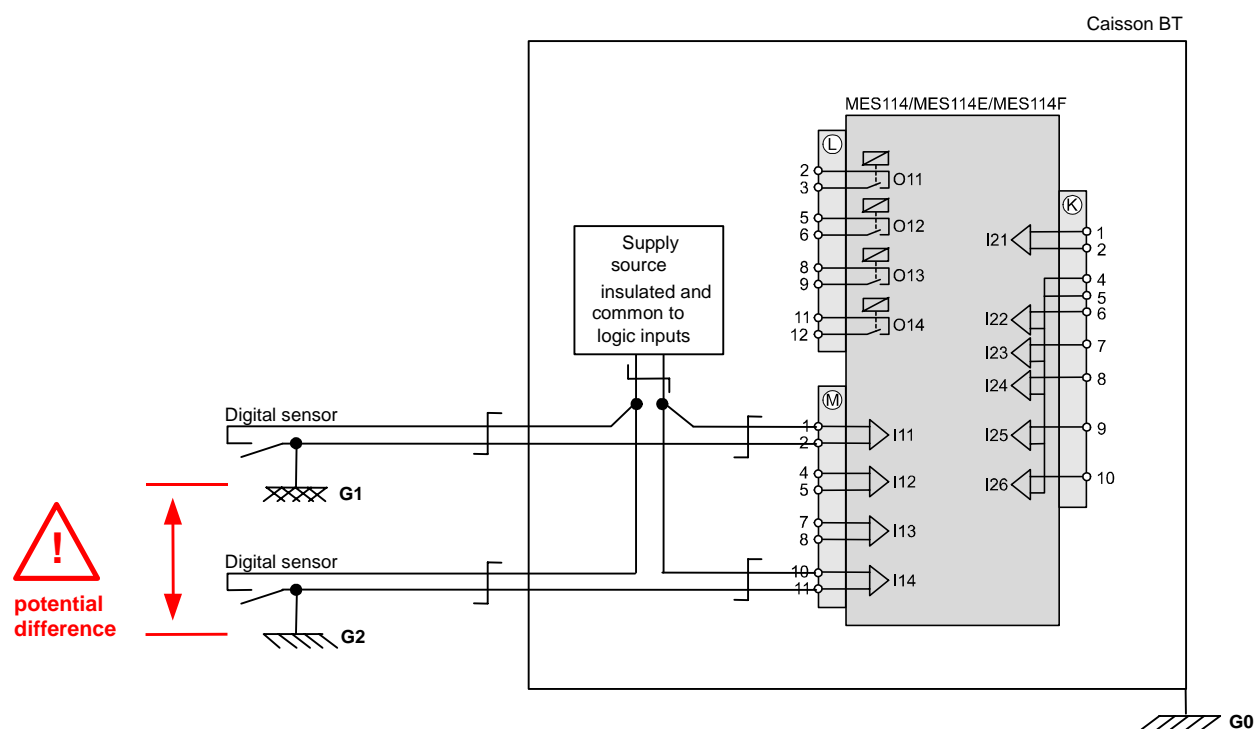 Caisson BT
MES114/MES114E/MES114F
L
2
3
O11
5
6
O12
8
9
O13
11
12
O14
K
I21
1
2
4
5
I22
6
I23
7
I24
8
I25
9
I26
10
Supply
source
insulated and
common to
logic inputs
M
1
2
I11
4
5
I12
7
8
I13
10
11
I14
Digital sensor
G1
Digital sensor
G2
!
potential
difference
G0